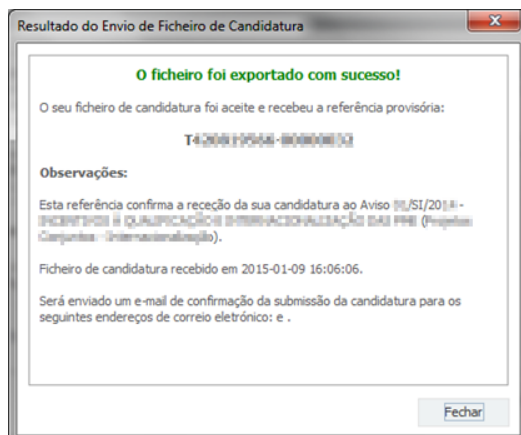 Resultado do Envio de Ficheiro de Candidatura
O ficheiro foi exportado com sucesso!
O seu ficheiro de candidatura foi aceite e recebeu a referência provisória:
Observações:
Esta referência confirma a receção da sua candidatura ao Aviso /SI/201 -
Ficheiro de candidatura recebido em 2015-01-09 16:06:06.
Será enviado um e-mail de confirmação da submissão da candidatura para os
seguintes endereços de correio eletrónico: e .
Fechar